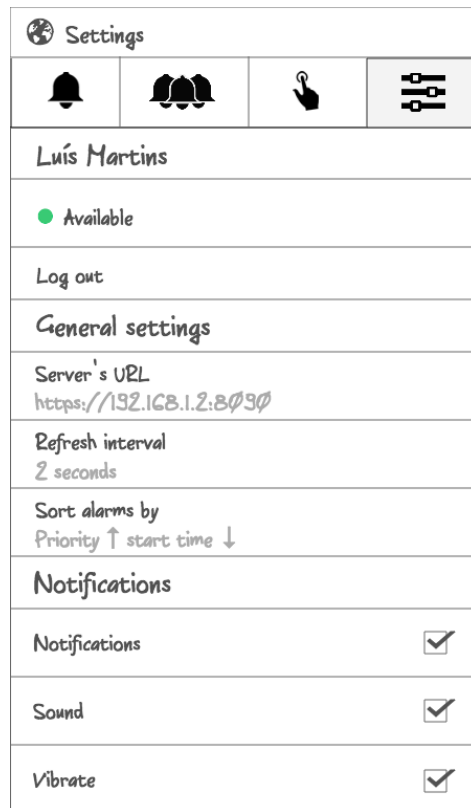 Settings
Luís Martins
Available
Log out
General settings
Server's URL
https://192.168.1.2:8090
Refresh interval
2 seconds
Sort alarms by
Priority ↑ start time ↓
Notifications
Notifications
Sound
Vibrate